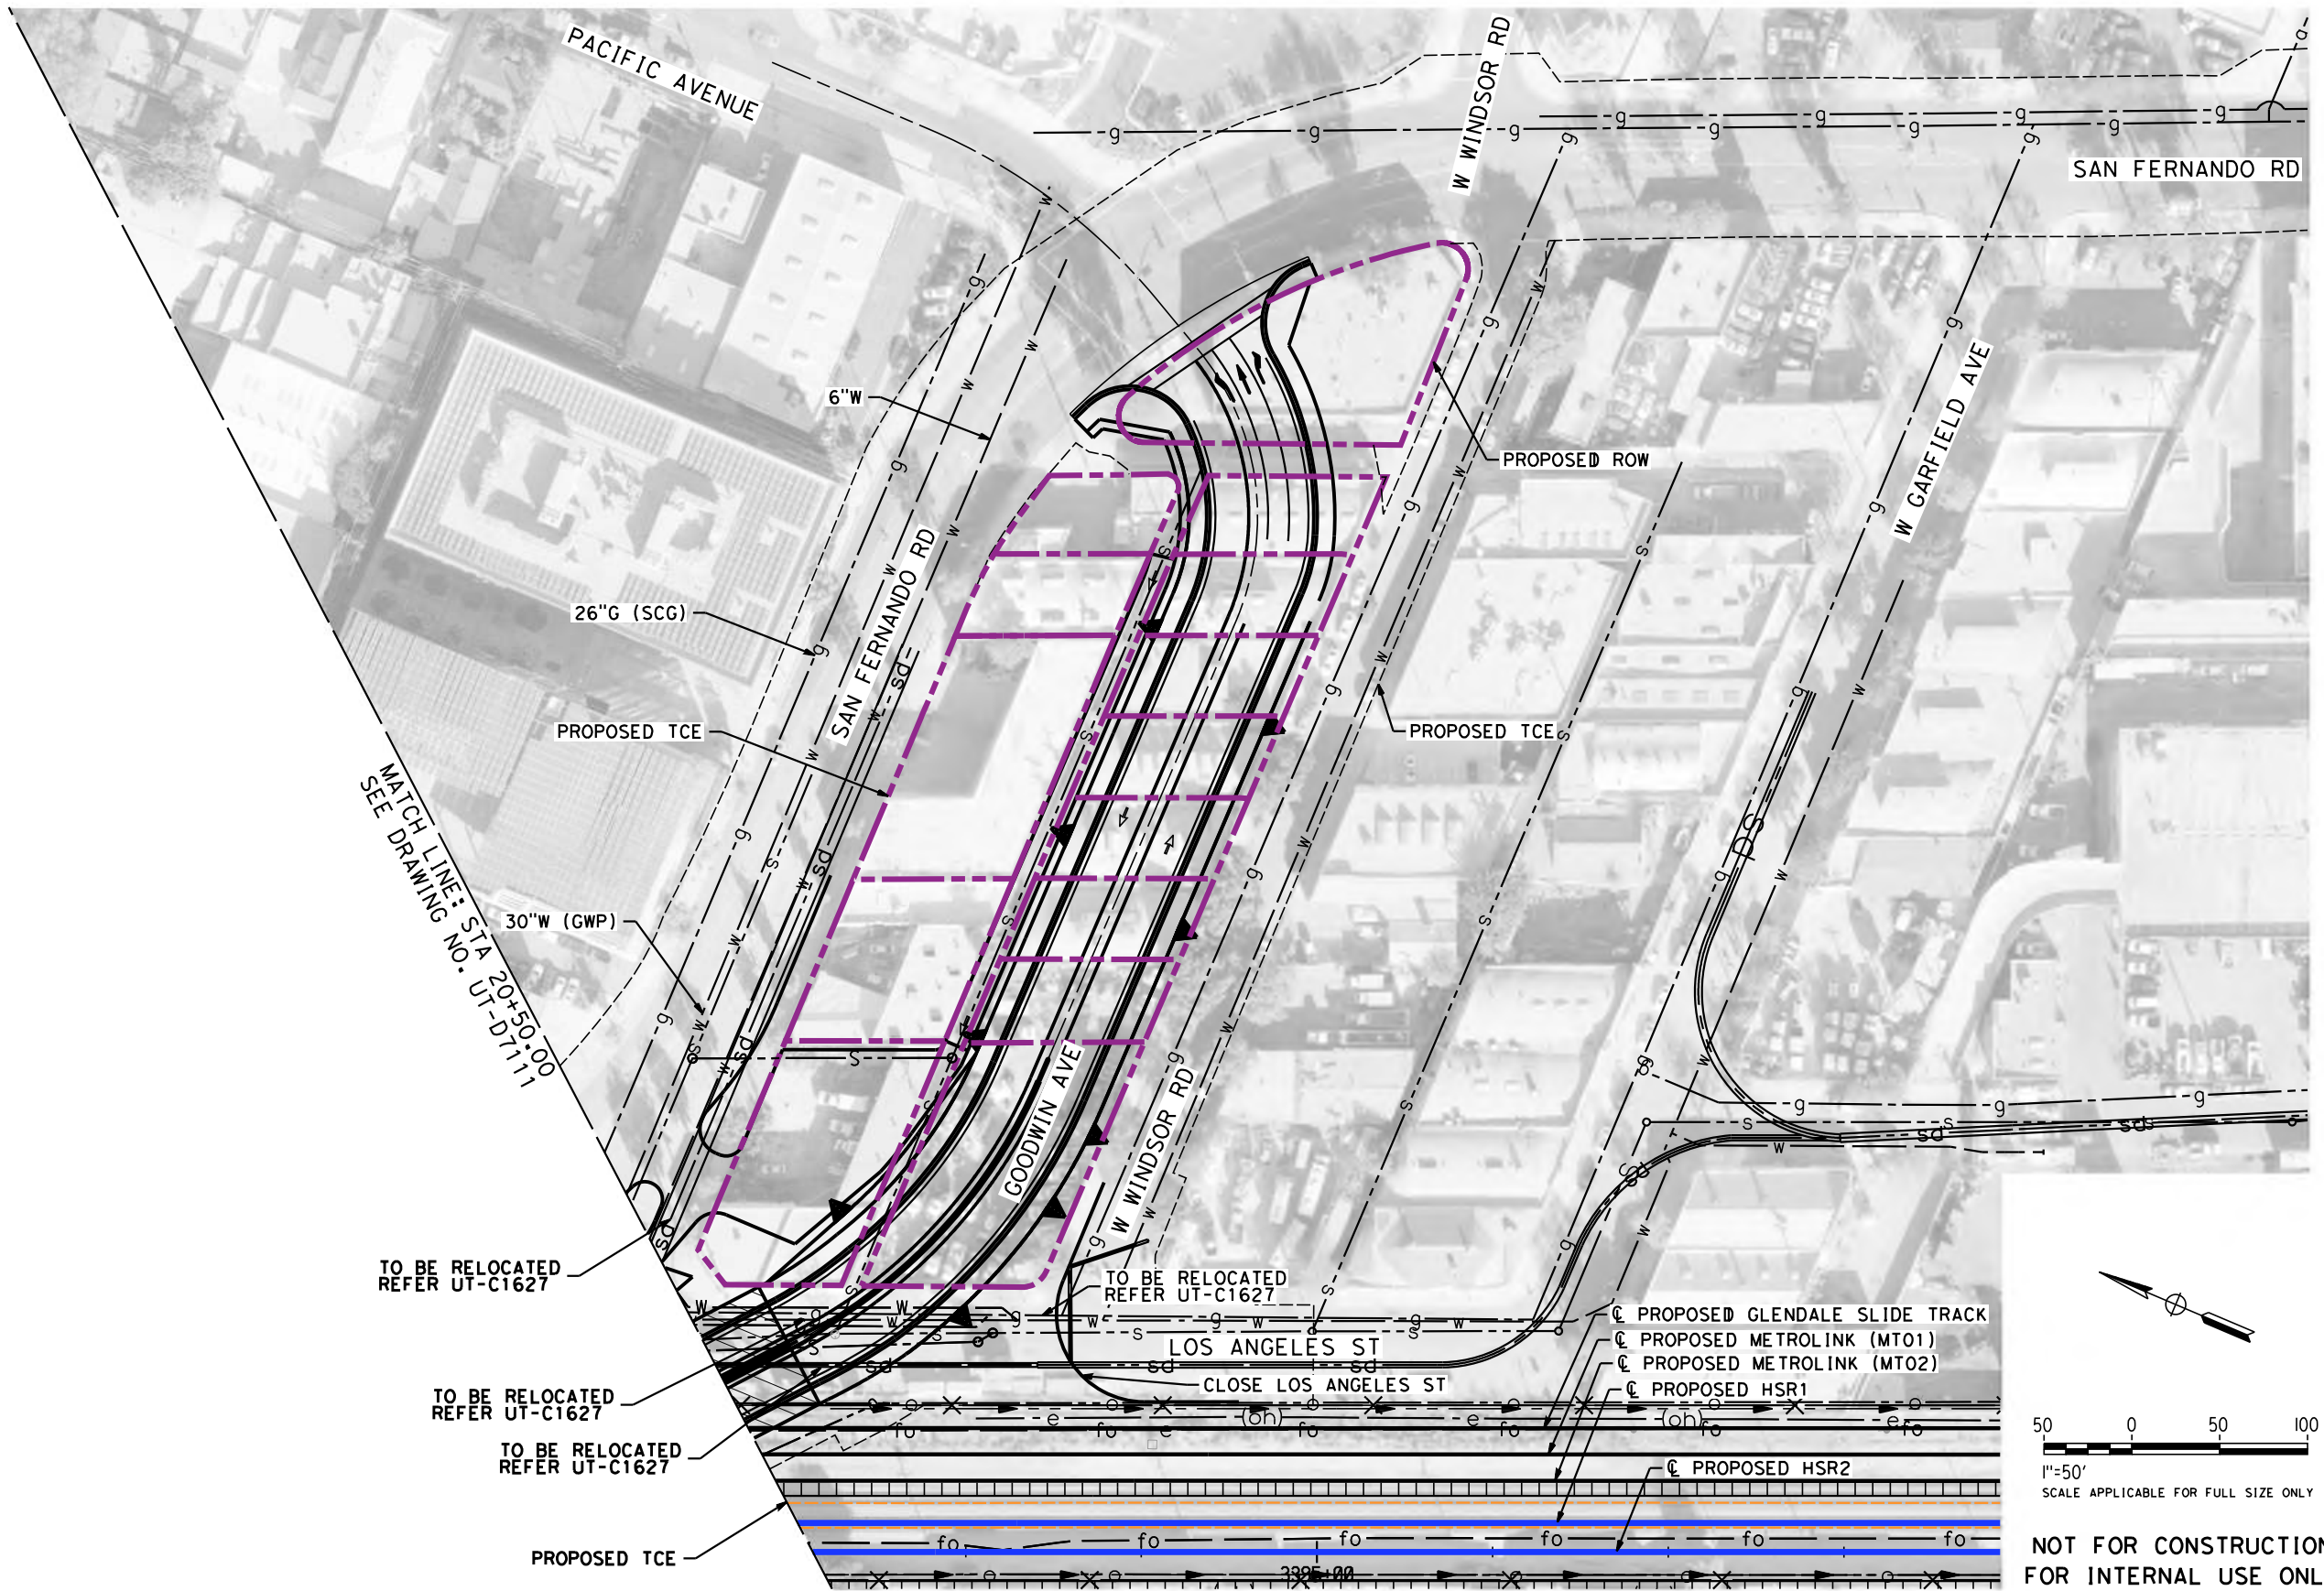 PACIFIC AVENUE
W WINDSOR RD
SAN FERNANDO RD
6"W
PROPOSED ROW
W GARFIELD AVE
26"G (SCG)
SAN FERNANDO RD
PROPOSED TCE
PROPOSED TCE
MATCH LINE: STA 20+50.00
SEE DRAWING NO. UT-D7111
30"W (GWP)
SD
GOODWIN AVE
W WINDSOR RD
TO BE RELOCATED
REFER UT-C1627
TO BE RELOCATED
REFER UT-C1627
LOS ANGELES ST
CLOSE LOS ANGELES ST
℄ PROPOSED GLENDALE SLIDE TRACK
℄ PROPOSED METROLINK (MT01)
℄ PROPOSED METROLINK (MT02)
℄ PROPOSED HSR1
TO BE RELOCATED
REFER UT-C1627
TO BE RELOCATED
REFER UT-C1627
℄ PROPOSED HSR2
PROPOSED TCE
50 0 50 100
1"=50'
SCALE APPLICABLE FOR FULL SIZE ONLY
NOT FOR CONSTRUCTION
FOR INTERNAL USE ONL